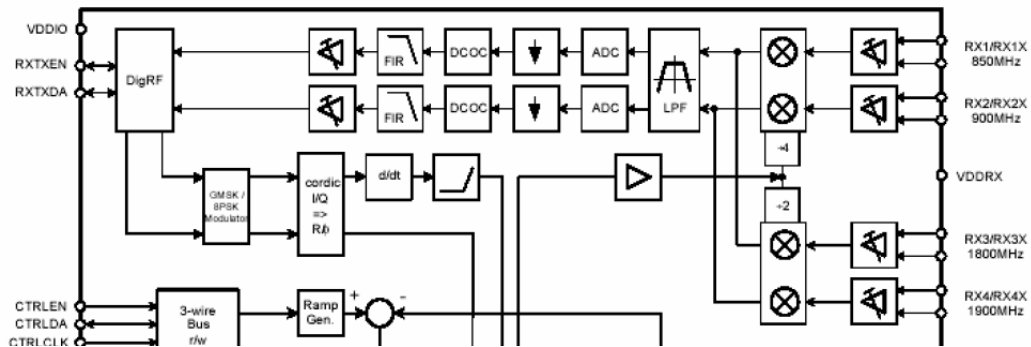 VDDIO
RXTXEN
RXTXDA
DigRF
FIR
DCOC
ADC
LPF
RX1/RX1X
850MHz
FIR
DCOC
ADC
RX2/RX2X
900MHz
÷4
VDDRX
÷2
GMSK /
8PSK
Modulator
cordic
I/Q
=>
R/ϕ
d/dt
RX3/RX3X
1800MHz
RX4/RX4X
1900MHz
CTRLEN
CTRLDA
CTRLCLK
3-wire
Bus
r/w
Ramp
Gen.
+
-